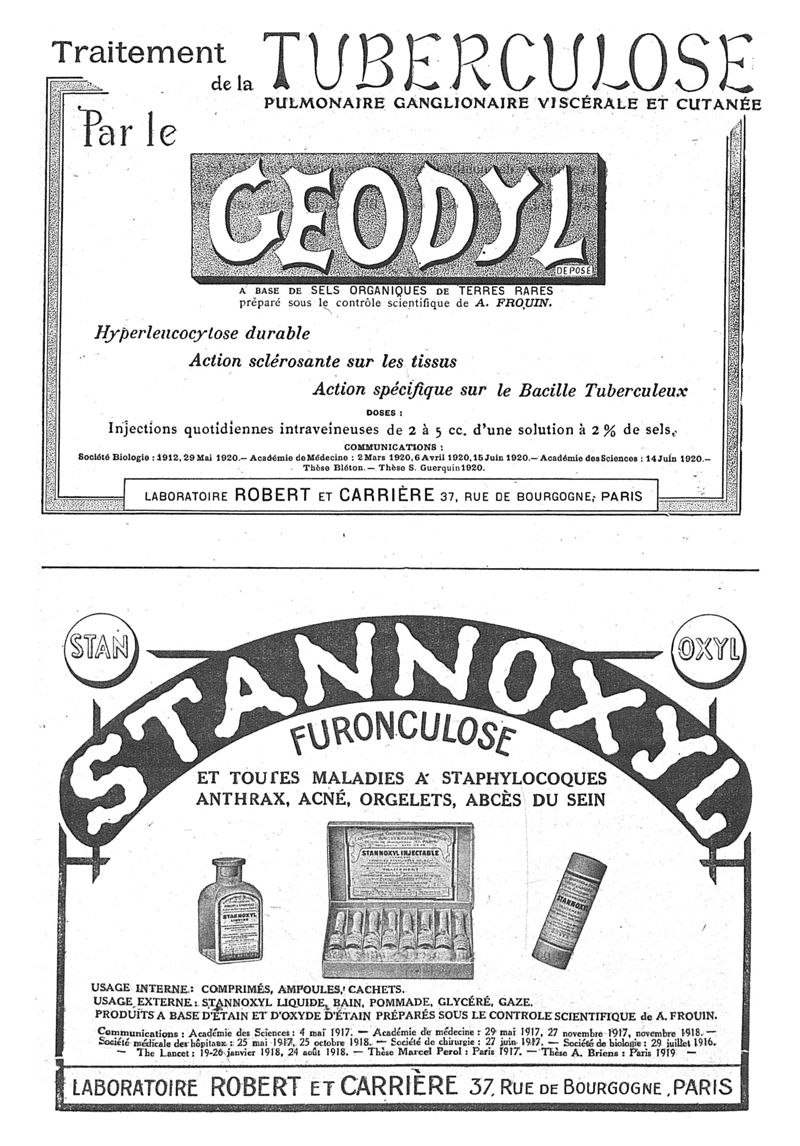 Traitement
de la TUBERCULOSE
PULMONAIRE GANGLIONAIRE VISCÉRALE ET CUTANÉE
Par le
GEODYL
DEPOSÉ
A BASE DE SELS ORGANIQUES DE TERRES RARES
préparé sous le contrôle scientifique de A. FROUIN.
Hyperleucocytose durable
Action sclérosante sur les tissus
Action spécifique sur le Bacille Tuberculeux
DOSES :
Injections quotidiennes intraveineuses de 2 à 5 cc. d'une solution à 2 % de sels.
COMMUNICATIONS :
Société Biologie : 1912, 29 Mai 1920.— Académie de Médecine : 2 Mars 1920, 6 Avril 1920, 15 Juin 1920.— Académie des Sciences : 14 Juin 1920.—
Thèse Bléton. — Thèse S. Guerquin 1920.
LABORATOIRE ROBERT ET CARRIÈRE 37, RUE DE BOURGOGNE, PARIS
STAN
OXYL
STANNOXYL
FURONCULOSE
ET TOUTES MALADIES A STAPHYLOCOQUES
ANTHRAX, ACNÉ, ORGELETS, ABCÈS DU SEIN
STANNOXYL INJECTABLE
TRAITEMENT
STANNOXYL
STANNOXYL
USAGE INTERNE : COMPRIMÉS, AMPOULES, CACHETS.
USAGE EXTERNE : STANNOXYL LIQUIDE, BAIN, POMMADE, GLYCÉRÉ, GAZE.
PRODUITS A BASE D'ÉTAIN ET D'OXYDE D'ÉTAIN PRÉPARÉS SOUS LE CONTROLE SCIENTIFIQUE de A. FROUIN.
Communications : Académie des Sciences : 4 mai 1917. — Académie de médecine : 29 mai 1917, 27 novembre 1917, novembre 1918. —
Société médicale des hôpitaux : 25 mai 1917, 25 octobre 1918. — Société de chirurgie : 27 juin 1917. — Société de biologie : 29 juillet 1916.
— The Lancet : 19-26 janvier 1918, 24 août 1918. — Thèse Marcel Perol : Paris 1917. — Thèse A. Briens : Paris 1919 —
LABORATOIRE ROBERT ET CARRIÈRE 37, RUE DE BOURGOGNE, PARIS